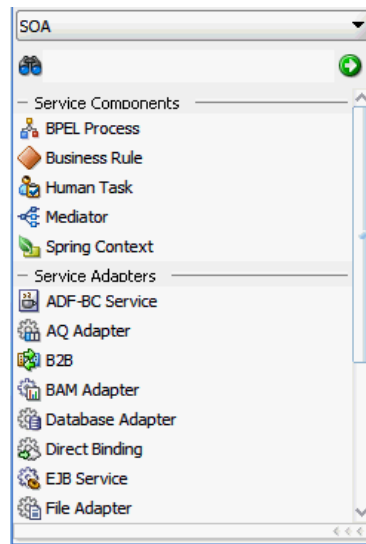 SOA
Service Components
BPEL Process
Business Rule
Human Task
Mediator
Spring Context
Service Adapters
ADF-BC Service
AQ Adapter
B2B
BAM Adapter
Database Adapter
Direct Binding
EJB Service
File Adapter